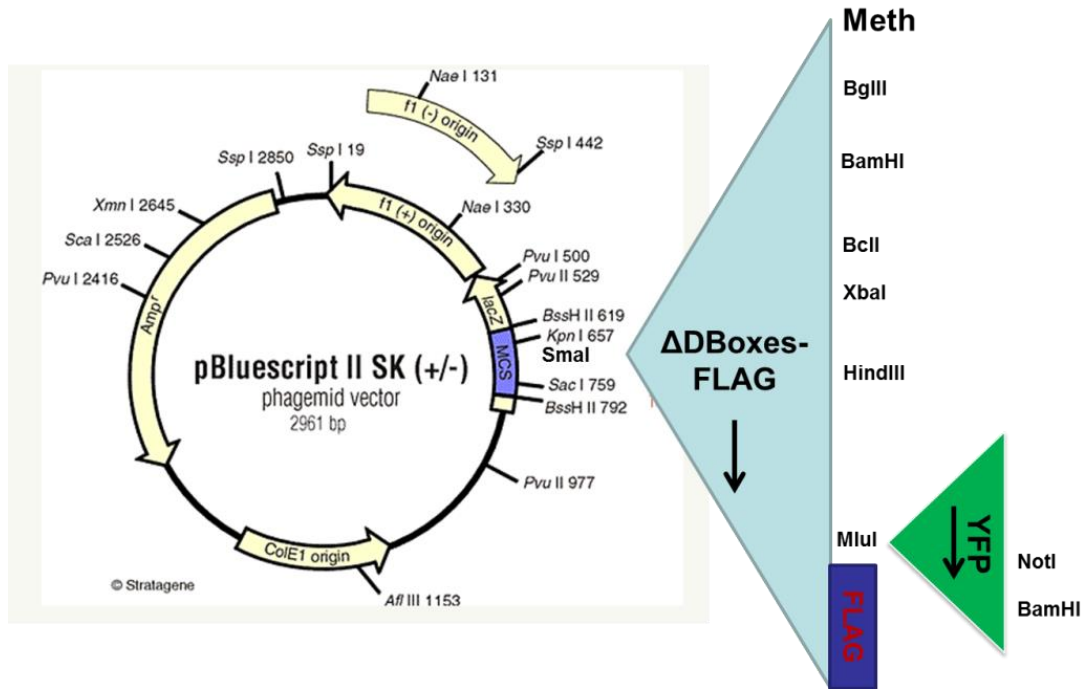 Meth
BglII
BamHI
BclI
XbaI
HindIII
MluI
ΔDBoxes-
FLAG
FLAG
YFP
NotI
BamHI
Nae I 131
f1 (-) origin
Ssp I 442
Ssp I 19
Ssp I 2850
f1 (+) origin
Nae I 330
Xmn I 2645
Sca I 2526
Pvu I 2416
Ampr
Pvu I 500
Pvu II 529
lacZ
BssH II 619
Kpn I 657
SmaI
MCS
Sac I 759
BssH II 792
pBluescript II SK (+/-)
phagemid vector
2961 bp
Pvu II 977
ColE1 origin
Afl III 1153
© Stratagene